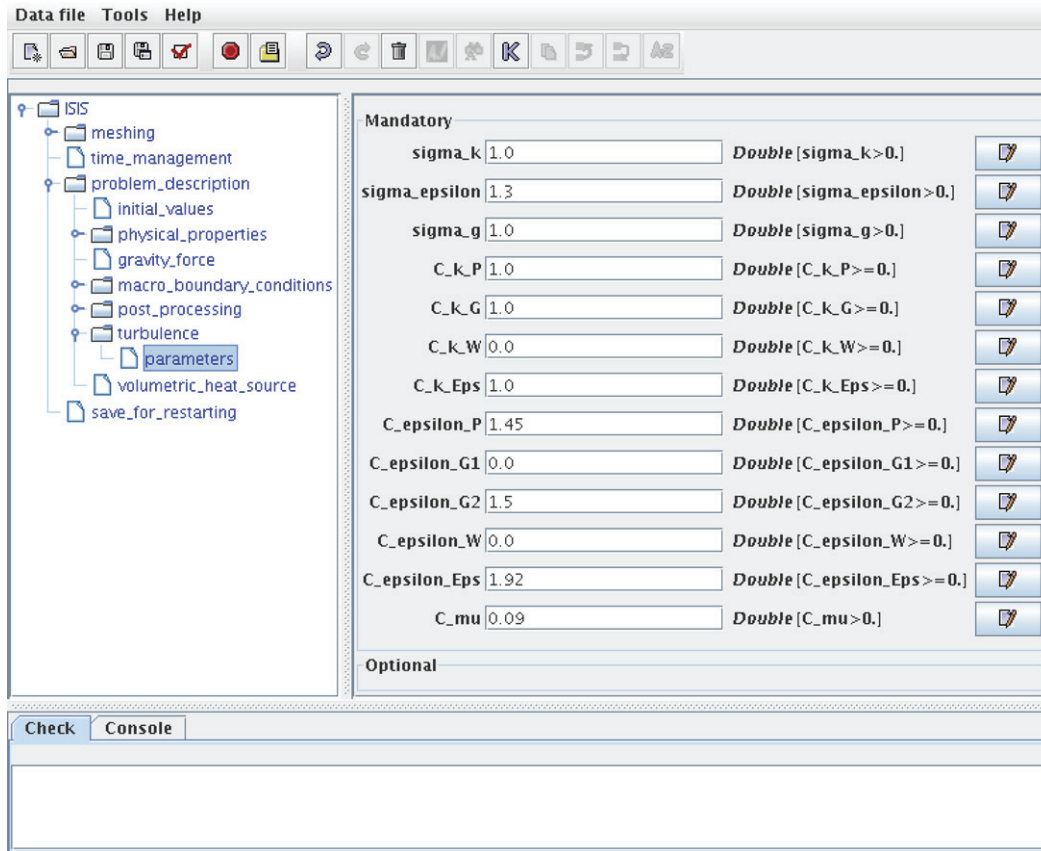 Data file Tools Help
ISIS
meshing
time_management
problem_description
initial_values
physical_properties
gravity_force
macro_boundary_conditions
post_processing
turbulence
parameters
volumetric_heat_source
save_for_restarting
Mandatory
sigma_k 1.0 Double [sigma_k>0.]
sigma_epsilon 1.3 Double [sigma_epsilon>0.]
sigma_g 1.0 Double [sigma_g>0.]
C_k_P 1.0 Double [C_k_P>=0.]
C_k_G 1.0 Double [C_k_G>=0.]
C_k_W 0.0 Double [C_k_W>=0.]
C_k_Eps 1.0 Double [C_k_Eps>=0.]
C_epsilon_P 1.45 Double [C_epsilon_P>=0.]
C_epsilon_G1 0.0 Double [C_epsilon_G1>=0.]
C_epsilon_G2 1.5 Double [C_epsilon_G2>=0.]
C_epsilon_W 0.0 Double [C_epsilon_W>=0.]
C_epsilon_Eps 1.92 Double [C_epsilon_Eps>=0.]
C_mu 0.09 Double [C_mu>0.]
Optional
Check Console